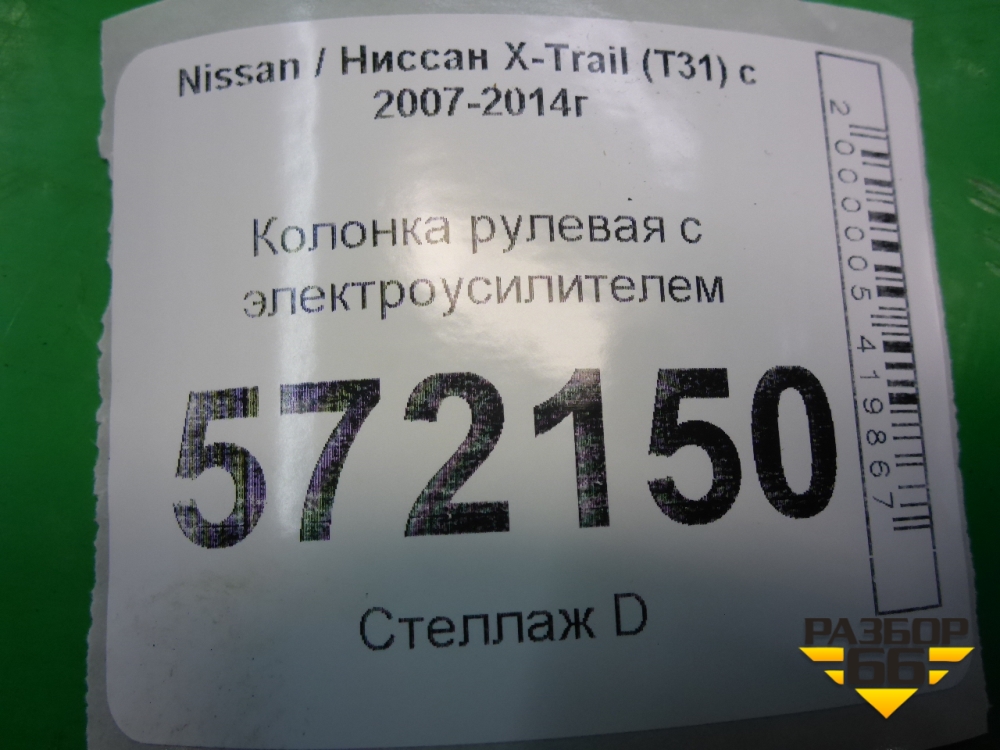 Nissan / Ниссан X-Trail (T31) с
2007-2014г
Колонка рулевая с
электроусилителем
572150
Стеллаж D
2000005419867
РАЗБОР
66